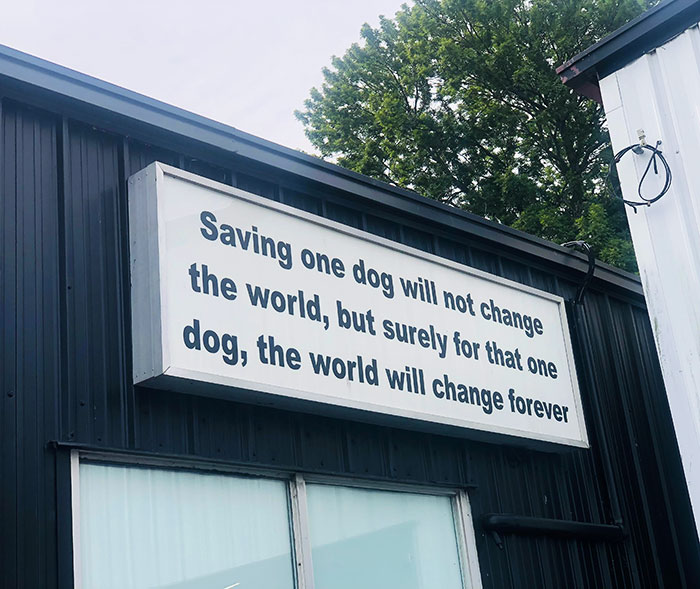 Saving one dog will not change
the world, but surely for that one
dog, the world will change forever